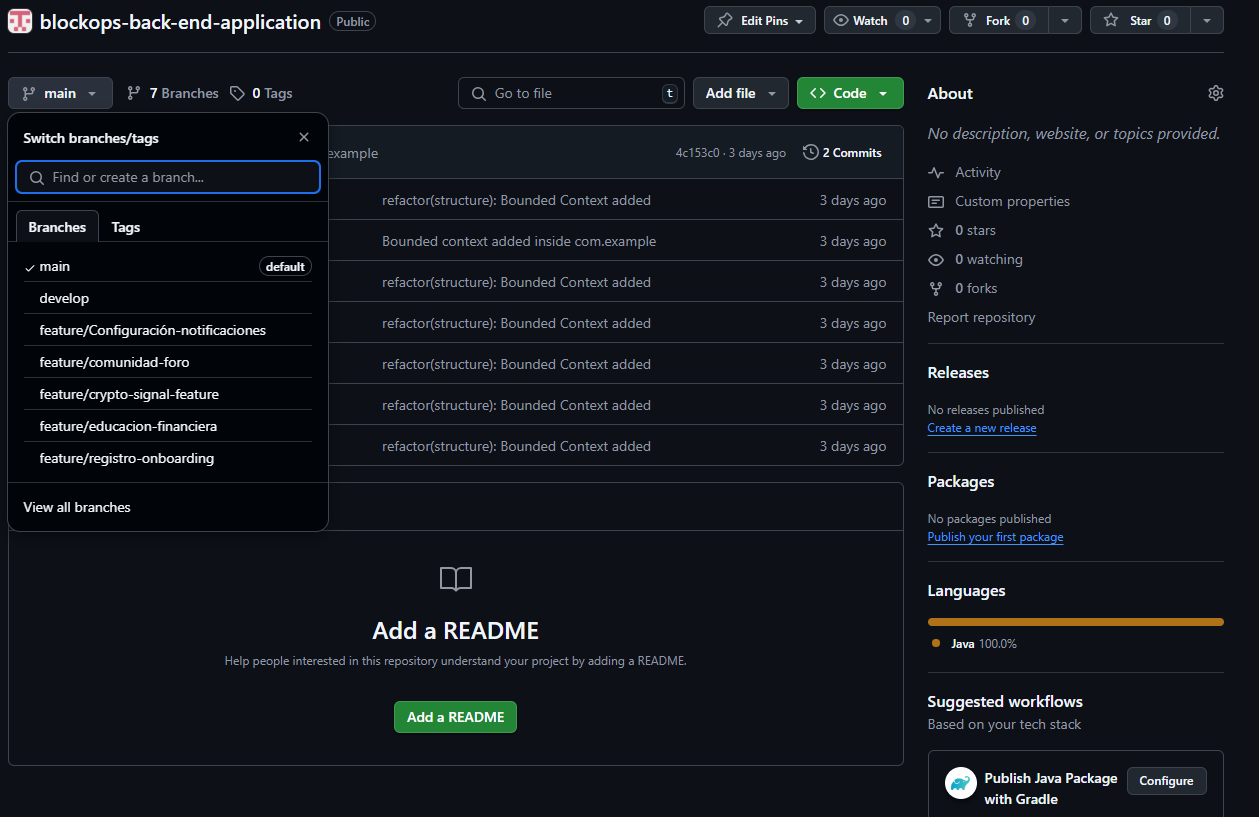 blockops-back-end-application Public Edit Pins Watch 0 Fork 0 Star 0
main 7 Branches 0 Tags Go to file t Add file Code
Switch branches/tags
Find or create a branch...
Branches Tags
main default
develop
feature/Configuración-notificaciones
feature/comunidad-foro
feature/crypto-signal-feature
feature/educacion-financiera
feature/registro-onboarding
View all branches
example 4c153c0 · 3 days ago 2 Commits
refactor(structure): Bounded Context added 3 days ago
Bounded context added inside com.example 3 days ago
refactor(structure): Bounded Context added 3 days ago
refactor(structure): Bounded Context added 3 days ago
refactor(structure): Bounded Context added 3 days ago
refactor(structure): Bounded Context added 3 days ago
refactor(structure): Bounded Context added 3 days ago
Add a README
Help people interested in this repository understand your project by adding a README.
Add a README
About
No description, website, or topics provided.
Activity
Custom properties
0 stars
0 watching
0 forks
Report repository
Releases
No releases published
Create a new release
Packages
No packages published
Publish your first package
Languages
Java 100.0%
Suggested workflows
Based on your tech stack
Publish Java Package
with Gradle
Configure